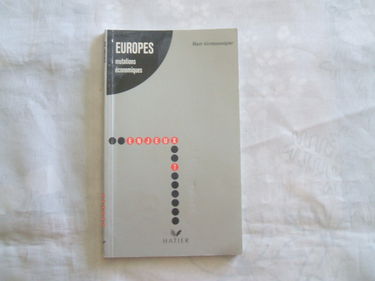 EUROPES
mutations
économiques
ENJEUX
HATIER